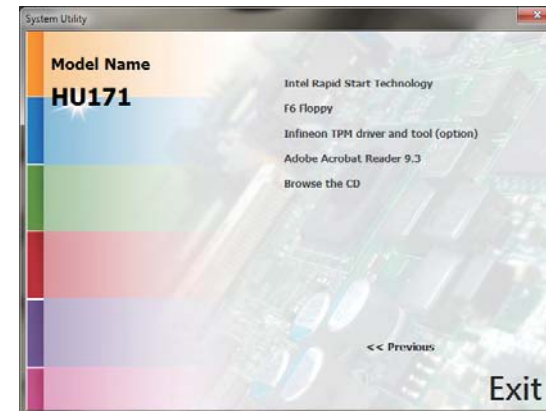 System Utility
Model Name
HU171
Intel Rapid Start Technology
F6 Floppy
Infineon TPM driver and tool (option)
Adobe Acrobat Reader 9.3
Browse the CD
<< Previous
Exit